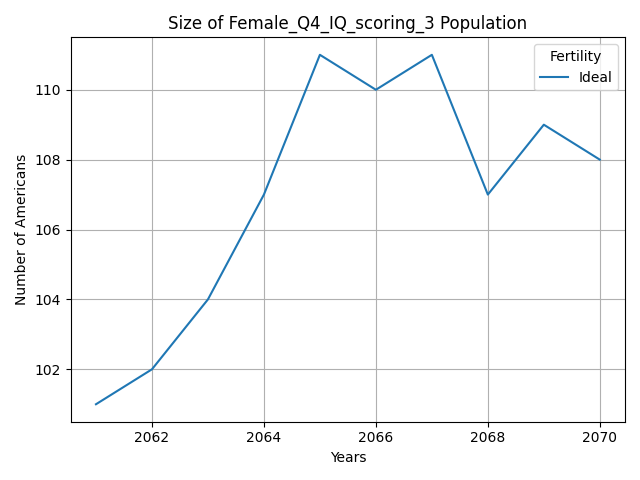 Size of Female_Q4_IQ_scoring_3 Population
Fertility
Ideal
Number of Americans
110
108
106
104
102
2062 2064 2066 2068 2070
Years